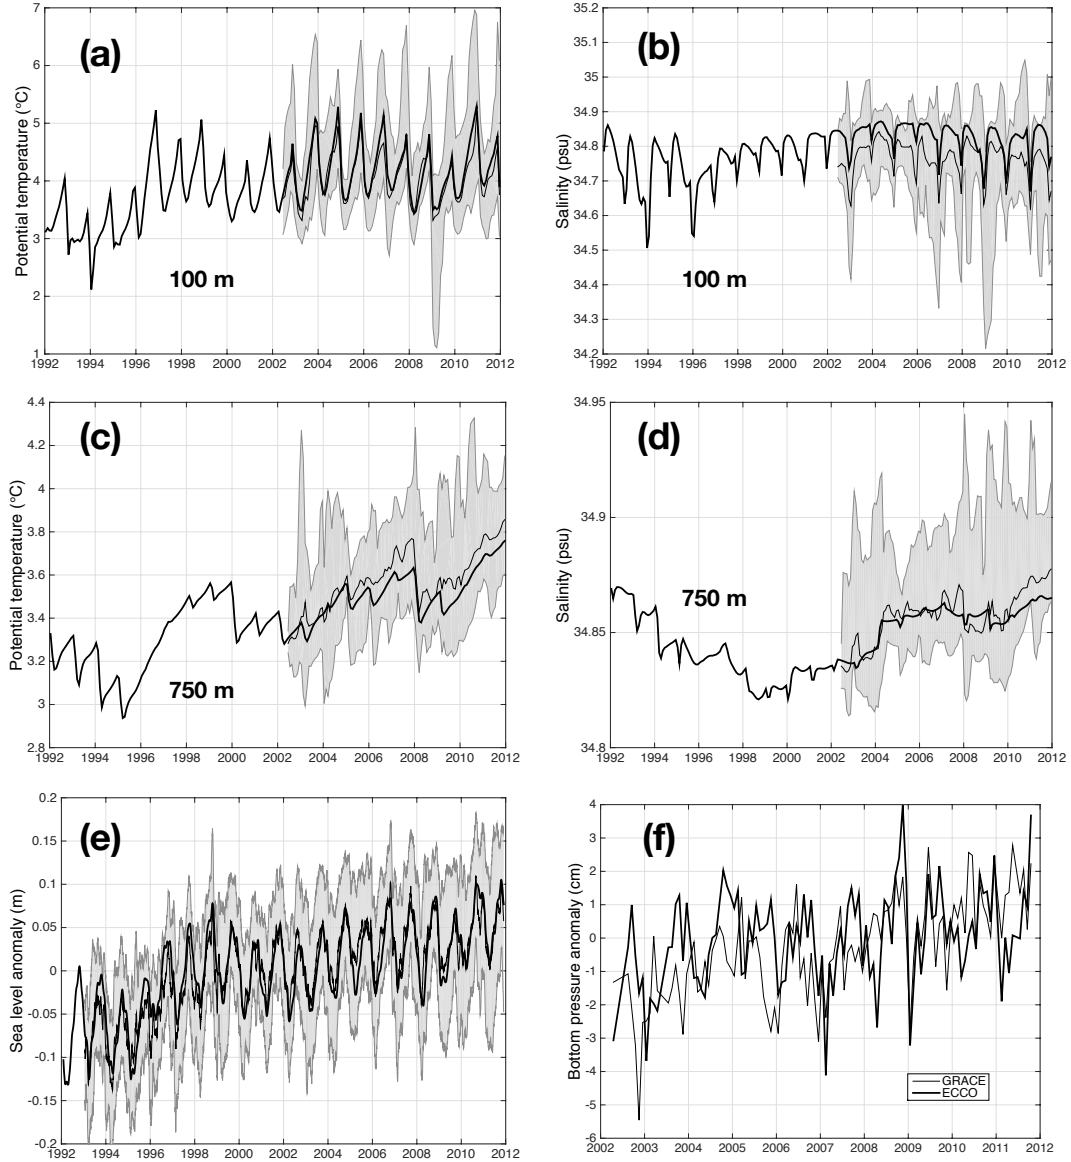 (a)
Potential temperature (°C)
7
6
5
4
3
2
1
100 m
1992 1994 1996 1998 2000 2002 2004 2006 2008 2010 2012
(b)
Salinity (psu)
35.2
35.1
35
34.9
34.8
34.7
34.6
34.5
34.4
34.3
34.2
100 m
1992 1994 1996 1998 2000 2002 2004 2006 2008 2010 2012
(c)
Potential temperature (°C)
4.4
4.2
4
3.8
3.6
3.4
3.2
3
2.8
750 m
1992 1994 1996 1998 2000 2002 2004 2006 2008 2010 2012
(d)
Salinity (psu)
34.95
34.9
34.85
34.8
750 m
1992 1994 1996 1998 2000 2002 2004 2006 2008 2010 2012
(e)
Sea level anomaly (m)
0.2
0.15
0.1
0.05
0
-0.05
-0.1
-0.15
-0.2
1992 1994 1996 1998 2000 2002 2004 2006 2008 2010 2012
(f)
Bottom pressure anomaly (cm)
4
3
2
1
0
-1
-2
-3
-4
-5
-6
GRACE
ECCO
2002 2003 2004 2005 2006 2007 2008 2009 2010 2011 2012